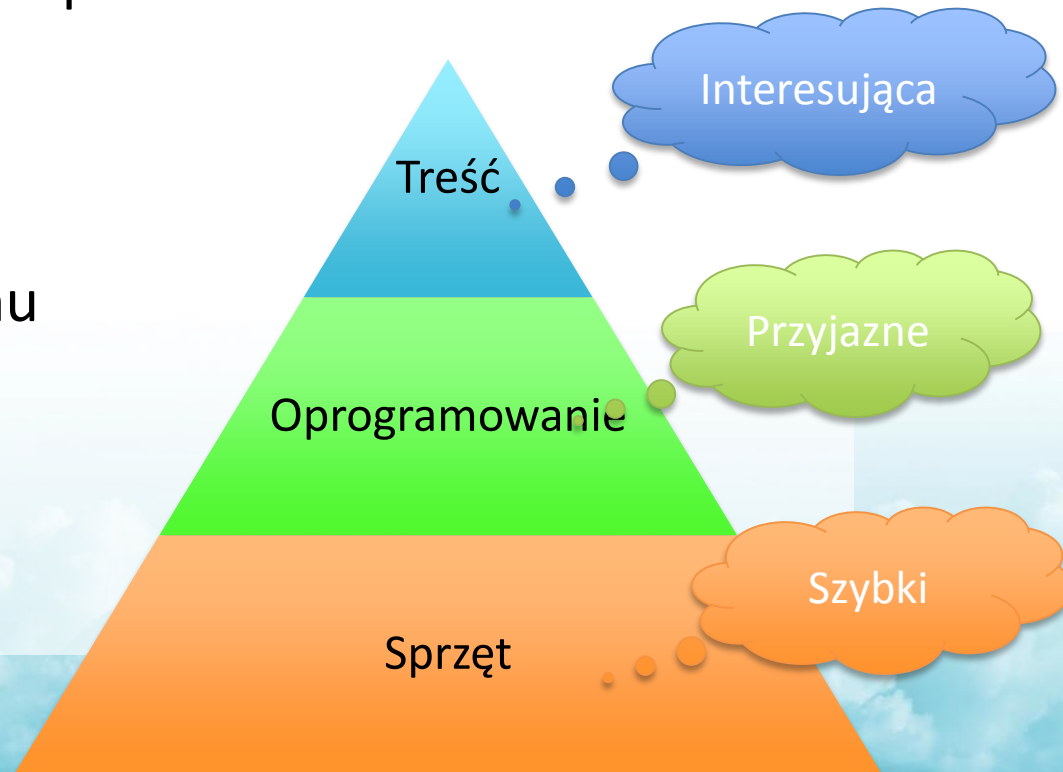 Interesująca
Treść
Przyjazne
Oprogramowanie
Szybki
Sprzęt